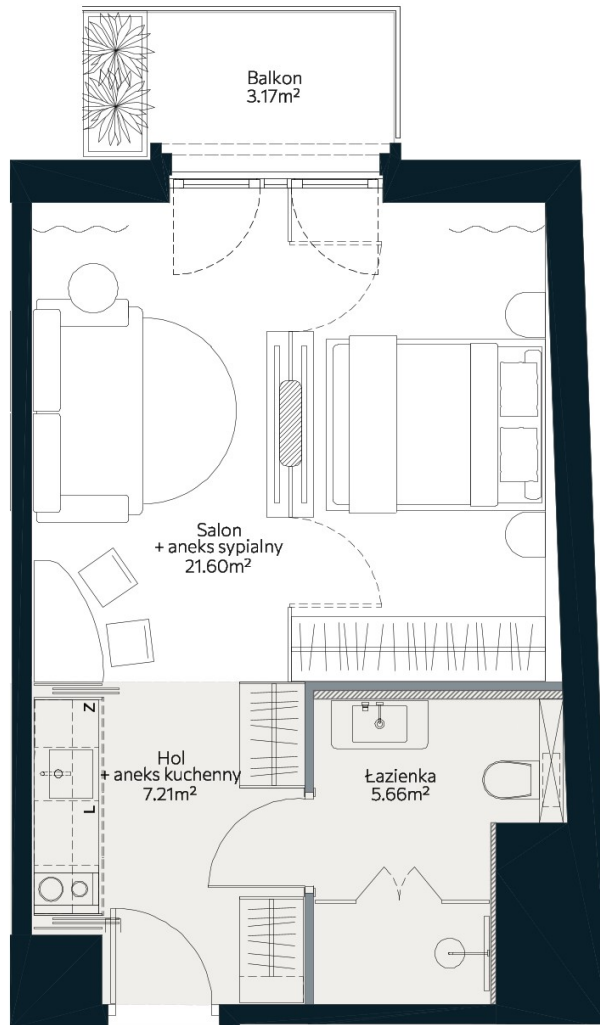 Balkon
3.17m²
Salon
+ aneks sypialny
21.60m²
Z
Hol
+ aneks kuchenny
7.21m²
Łazienka
5.66m²
L